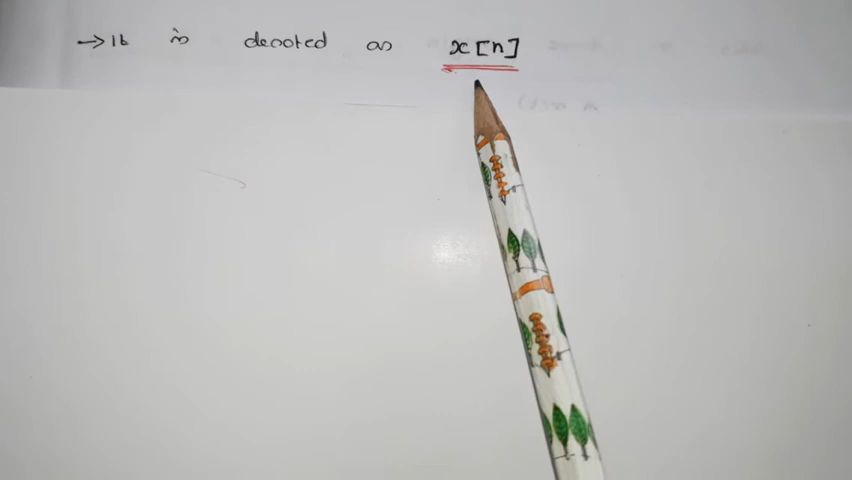 → It is denoted as x[n]